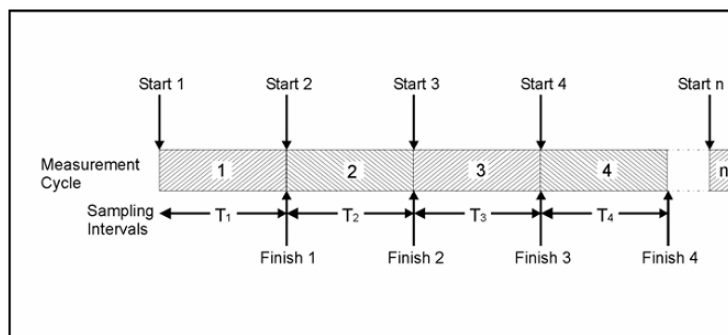 Start 1 Start 2 Start 3 Start 4 Start n
Measurement
Cycle
1 2 3 4 n
Sampling
Intervals
T₁ T₂ T₃ T₄
Finish 1 Finish 2 Finish 3 Finish 4